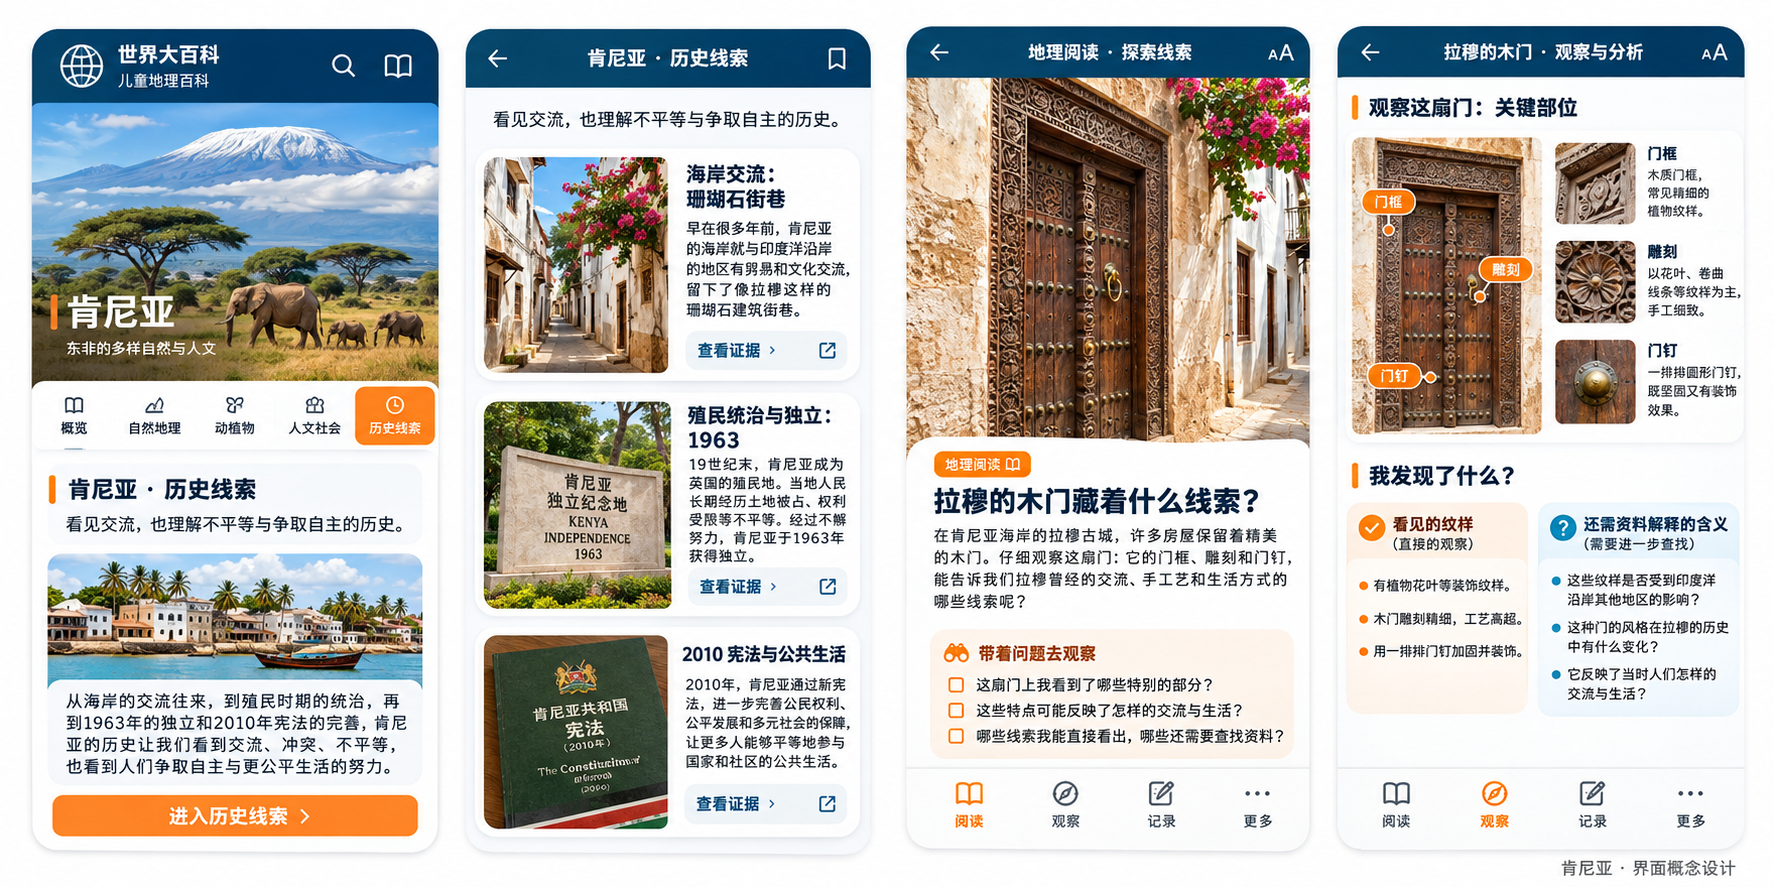 世界大百科
儿童地理百科
肯尼亚
东非的多样自然与人文
概览
自然地理
动植物
人文社会
历史线索
肯尼亚 · 历史线索
看见交流，也理解不平等与争取自主的历史。
从海岸的交流往来，到殖民时期的统治，再
到1963年的独立和2010年宪法的完善，肯尼
亚的历史让我们看到交流、冲突、不平等，
也看到人们争取自主与更公平生活的努力。
进入历史线索 >
肯尼亚 · 历史线索
看见交流，也理解不平等与争取自主的历史。
海岸交流：
珊瑚石街巷
早在很多年前，肯尼亚
的海岸就与印度洋沿岸
的地区有易和文化交流，
留下了像拉穆这样的
珊瑚石建筑街巷。
查看证据 >
肯尼亚
独立纪念地
KENYA
INDEPENDENCE
1963
殖民统治与独立：
1963
19世纪末，肯尼亚成为
英国的殖民地。当地人民
长期经历土地被占、权利
受限等不平等。经过不懈
努力，肯尼亚于1963年
获得独立。
查看证据 >
肯尼亚共和国
宪法
（2010年）
The
2010 宪法与公共生活
2010年，肯尼亚通过新宪
法，进一步完善公民权利、
公平发展和多元社会的保障，
让更多人能够平等地参与
国家和社区的公共生活。
查看证据 >
地理阅读 · 探索线索
AA
地理阅读
拉穆的木门藏着什么线索？
在肯尼亚海岸的拉穆古城，许多房屋保留着精美
的木门。仔细观察这扇门：它的门框、雕刻和门钉，
能告诉我们拉穆曾经的交流、手工艺和生活方式的
哪些线索呢？
带着问题去观察
这扇门上我看到了哪些特别的部分？
这些特点可能反映了怎样的交流与生活？
哪些线索我能直接看出，哪些还需要查找资料？
阅读
观察
记录
更多
拉穆的木门 · 观察与分析
AA
观察这扇门：关键部位
门框
雕刻
门钉
门框
木质门框，
常见精细的
植物纹样。
雕刻
以花叶、卷曲
线条等纹样为主，
手工细致。
门钉
一排排圆形门钉，
既坚固又有装饰
效果。
我发现了什么？
看见的纹样
（直接的观察）
有植物花叶等装饰纹样。
木门雕刻精细，工艺高超。
用一排排门钉加固并装饰。
还需资料解释的含义
（需要进一步查找）
这些纹样是否受到印度洋
沿岸其他地区的影响？
这种门的风格在拉穆的历史
中有什么变化？
它反映了当时人们怎样的
交流与生活？
阅读
观察
记录
更多
肯尼亚 · 界面概念设计